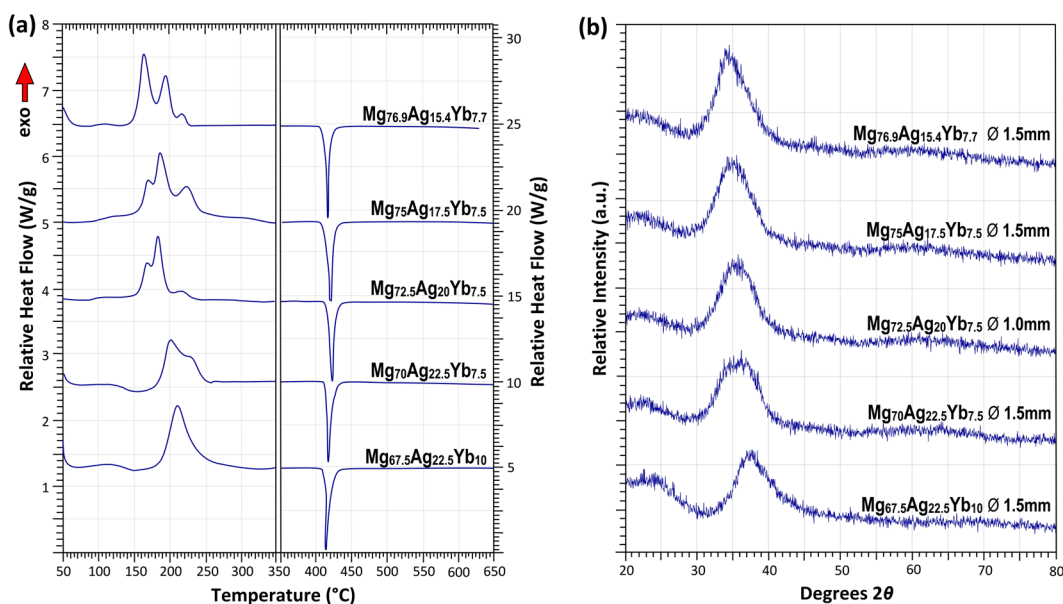 (a)
exo
Relative Heat Flow (W/g)
8
7
6
5
4
3
2
1
30
25
20
15
10
5
Relative Heat Flow (W/g)
Mg76.9Ag15.4Yb7.7
Mg75Ag17.5Yb7.5
Mg72.5Ag20Yb7.5
Mg70Ag22.5Yb7.5
Mg67.5Ag22.5Yb10
50 100 150 200 250 300 350 400 450 500 550 600 650
Temperature (°C)
(b)
Relative Intensity (a.u.)
Mg76.9Ag15.4Yb7.7 Ø 1.5mm
Mg75Ag17.5Yb7.5 Ø 1.5mm
Mg72.5Ag20Yb7.5 Ø 1.0mm
Mg70Ag22.5Yb7.5 Ø 1.5mm
Mg67.5Ag22.5Yb10 Ø 1.5mm
20 30 40 50 60 70 80
Degrees 2θ